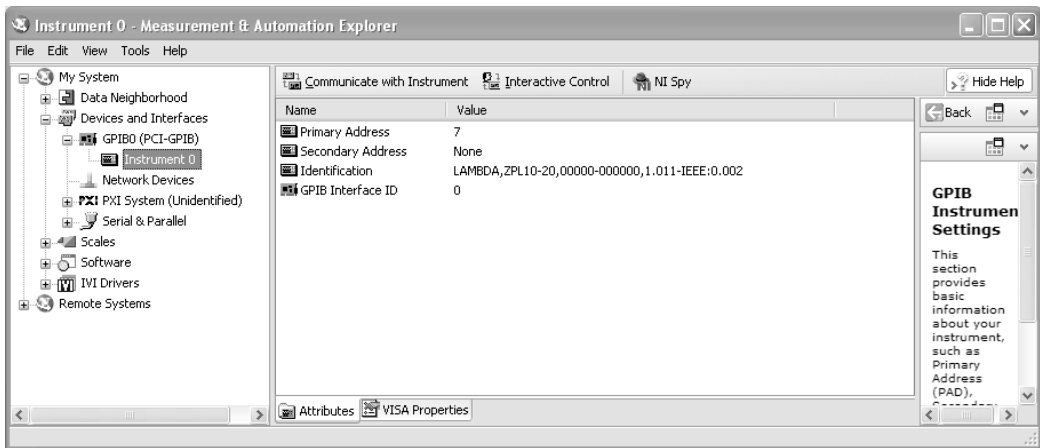 Instrument 0 - Measurement & Automation Explorer
File Edit View Tools Help
My System
Data Neighborhood
Devices and Interfaces
GPIB0 (PCI-GPIB)
Instrument 0
Network Devices
PXI PXI System (Unidentified)
Serial & Parallel
Scales
Software
IVI IVI Drivers
Remote Systems
Communicate with Instrument Interactive Control NI Spy
Name Value
Primary Address 7
Secondary Address None
Identification LAMBDA,ZPL10-20,00000-000000,1.011-IEEE:0.002
GPIB Interface ID 0
Attributes VISA Properties
Hide Help
Back
GPIB
Instrumen
Settings
This
section
provides
basic
information
about your
instrument,
such as
Primary
Address
(PAD),